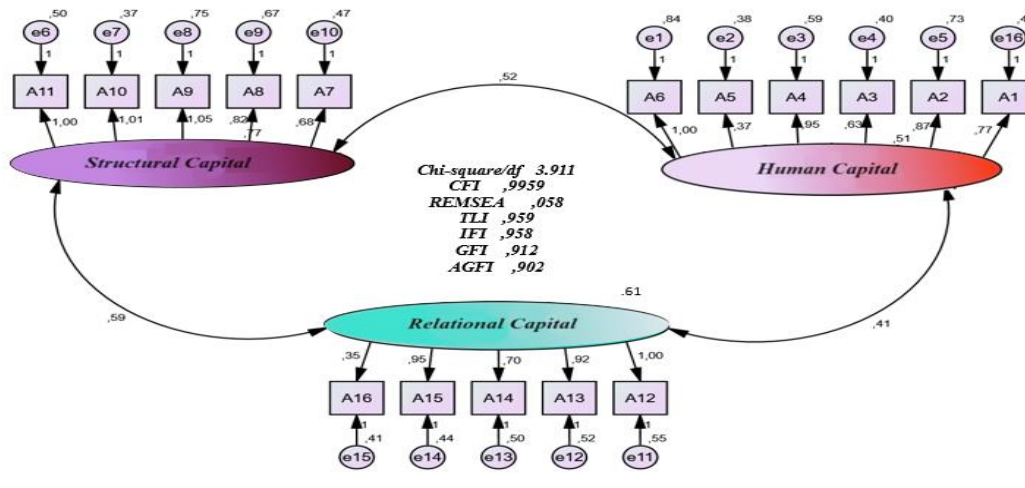 ,50 ,37 ,75 ,67 ,47
e6 e7 e8 e9 e10
1 1 1 1 1
A11 A10 A9 A8 A7
1,00 1,01 1,05 ,82 ,68
,77
Structural Capital
,52
,84 ,38 ,59 ,40 ,73
e1 e2 e3 e4 e5 e16
1 1 1 1 1 1
A6 A5 A4 A3 A2 A1
1,00 ,37 ,95 ,63 ,87 ,77
,51
Human Capital
Chi-square/df 3.911
CFI ,9959
REMSEA ,058
TLI ,959
IFI ,958
GFI ,912
AGFI ,902
,59
,41
.61
Relational Capital
,35 ,95 ,70 ,92 1,00
A16 A15 A14 A13 A12
1 1 1 1 1
,41 ,44 ,50 ,52 ,55
e15 e14 e13 e12 e11